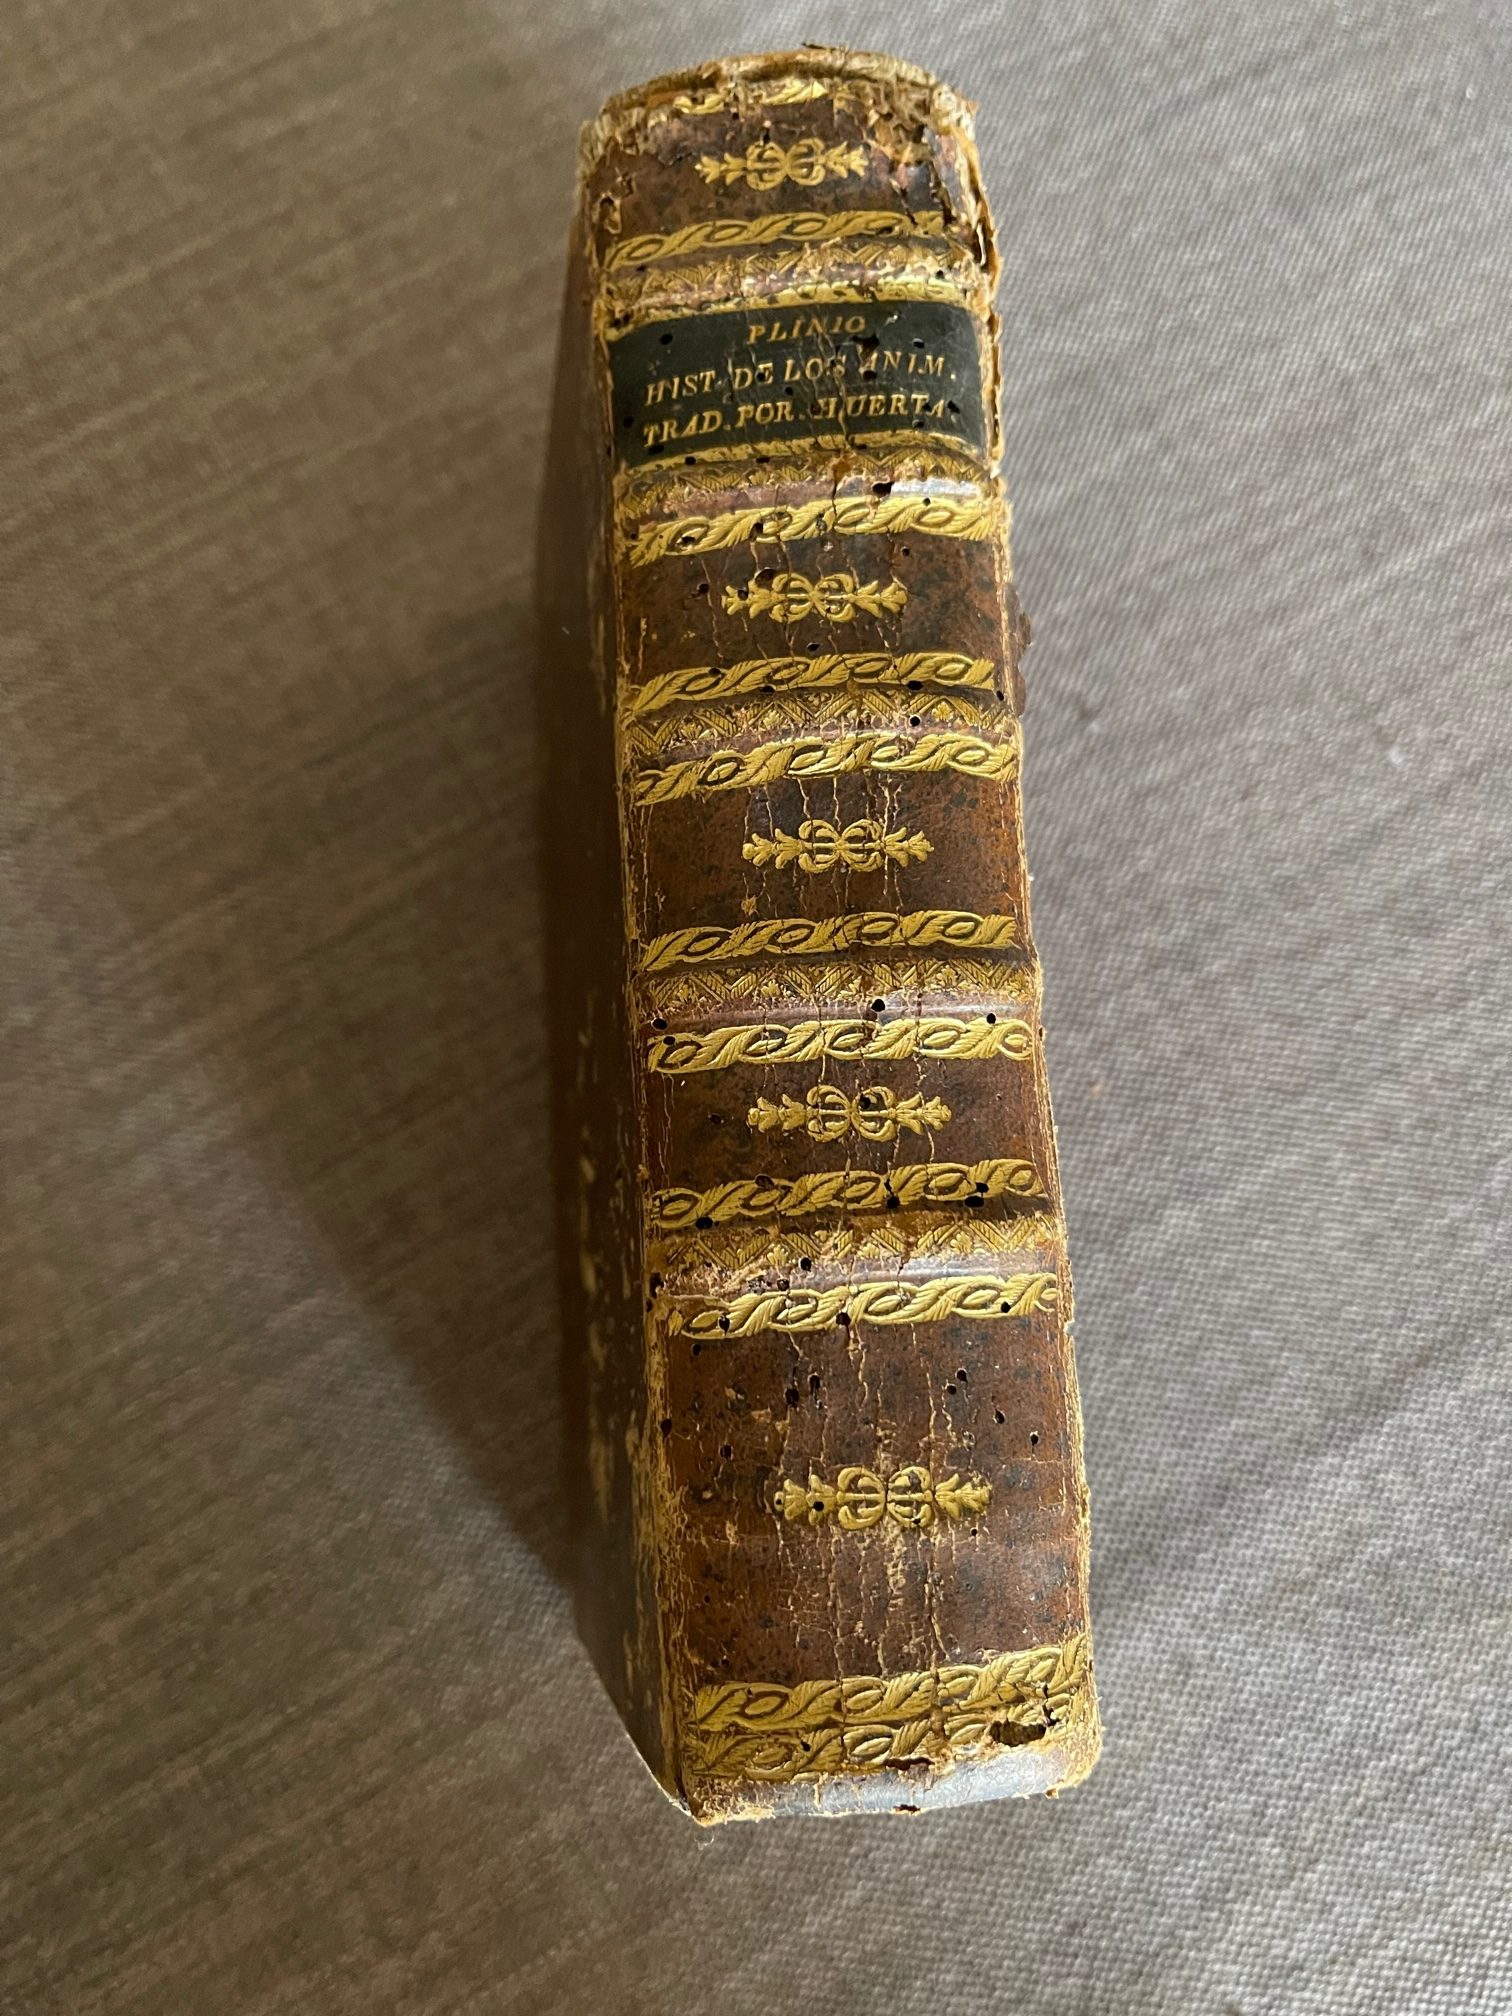 PLINIO
HIST. DE LOS ANIM.
TRAD. POR. HUERTA.